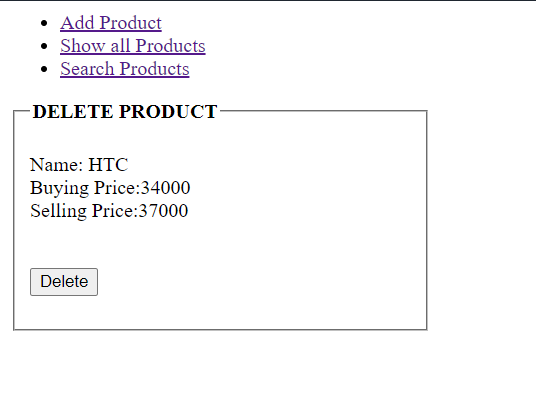 Add Product
Show all Products
Search Products
DELETE PRODUCT
Name: HTC
Buying Price:34000
Selling Price:37000
Delete